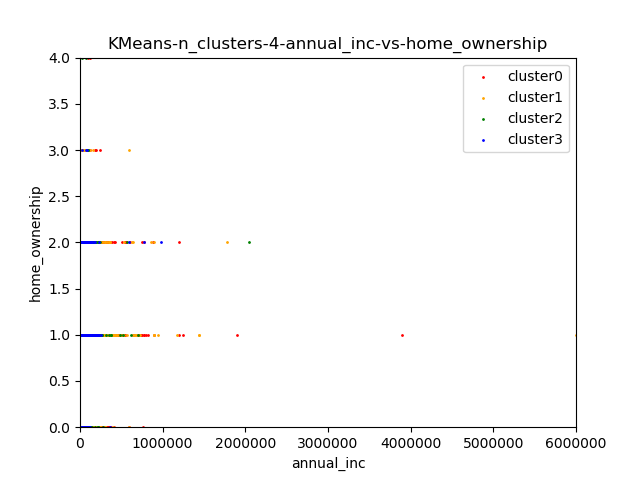 KMeans-n_clusters-4-annual_inc-vs-home_ownership
4.0
3.5
3.0
2.5
2.0
1.5
1.0
0.5
0.0
home_ownership
cluster0
cluster1
cluster2
cluster3
0 1000000 2000000 3000000 4000000 5000000 6000000
annual_inc